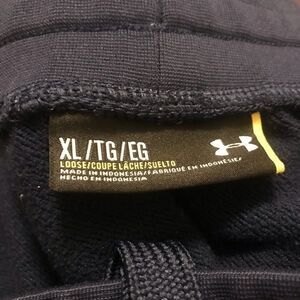 XL/TG/EG
LOOSE/COUPE LÂCHE/SUELTO
MADE IN INDONESIA/FABRIQUÉ EN INDONÉSIE/
HECHO EN INDONESIA